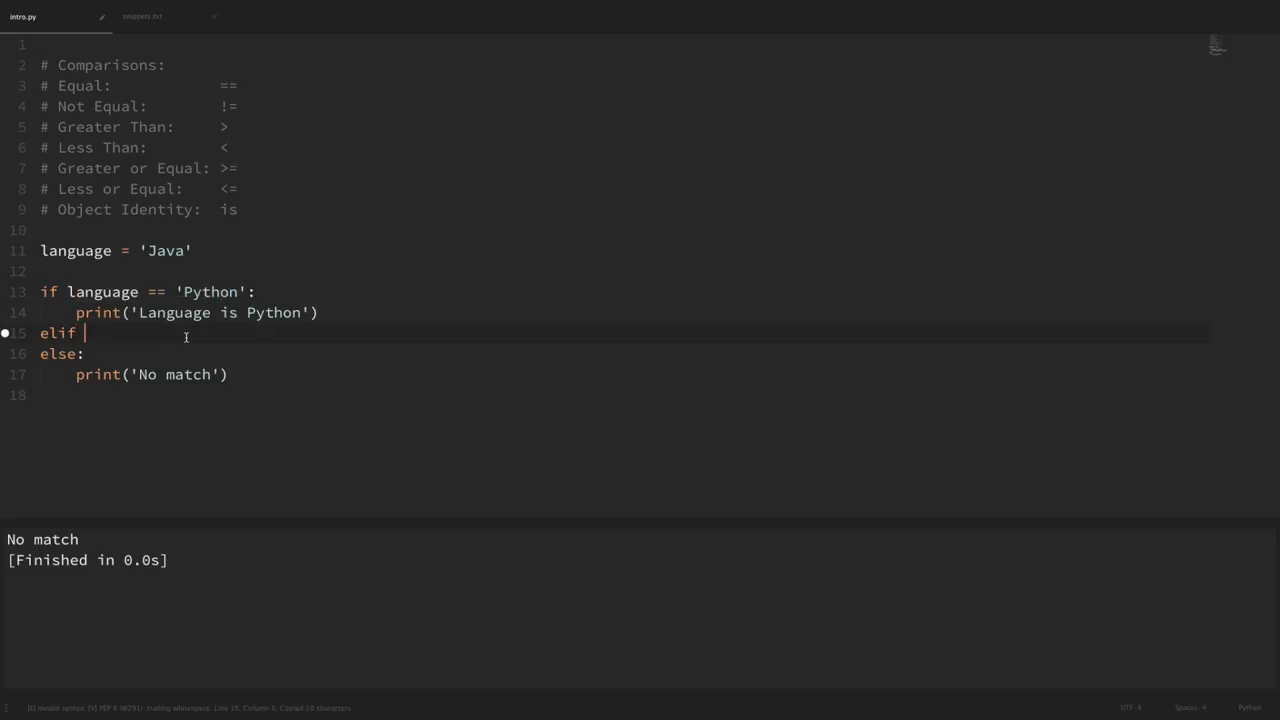 intro.py
snippets.txt
1
2 # Comparisons:
3 # Equal:            ==
4 # Not Equal:        !=
5 # Greater Than:     >
6 # Less Than:        <
7 # Greater or Equal: >=
8 # Less or Equal:    <=
9 # Object Identity:  is
10
11 language = 'Java'
12
13 if language == 'Python':
14     print('Language is Python')
15 elif
16 else:
17     print('No match')
18
No match
[Finished in 0.0s]
[E] invalid syntax; [V] PEP 8 (W291): trailing whitespace, Line 15, Column 6; Copied 20 characters
UTF-8
Spaces: 4
Python